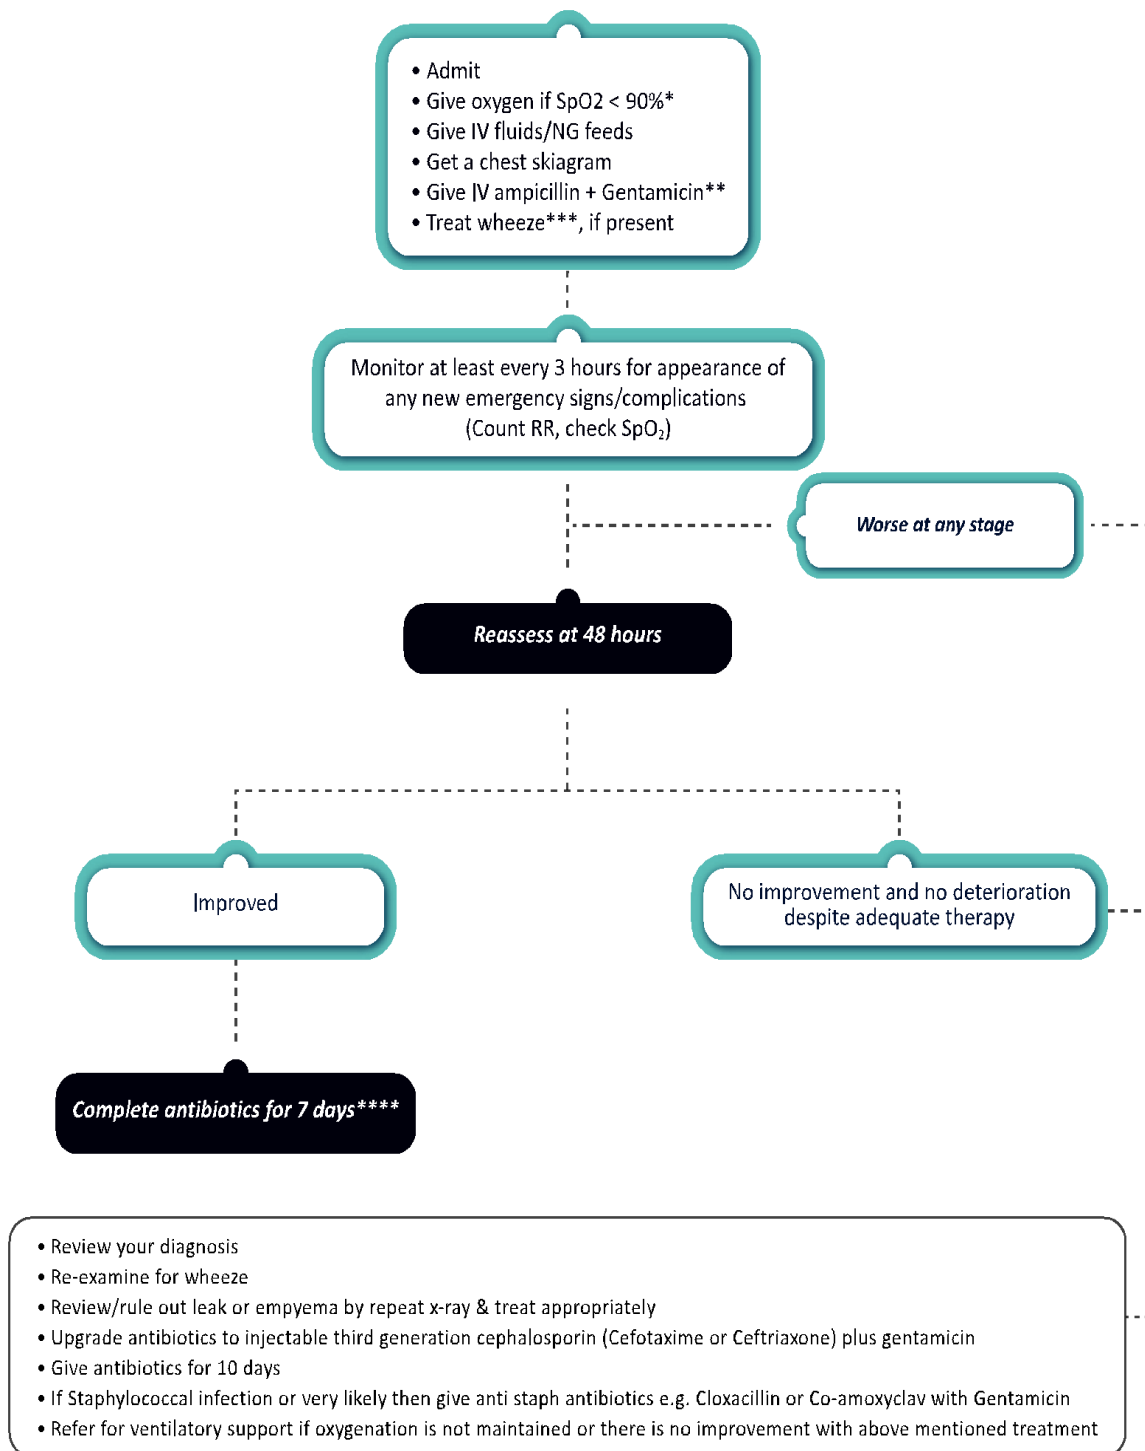 • Admit
• Give oxygen if SpO2 < 90%*
• Give IV fluids/NG feeds
• Get a chest skiagram
• Give IV ampicillin + Gentamicin**
• Treat wheeze***, if present
Monitor at least every 3 hours for appearance of
any new emergency signs/complications
(Count RR, check SpO₂)
Worse at any stage
Reassess at 48 hours
Improved
No improvement and no deterioration
despite adequate therapy
Complete antibiotics for 7 days****
• Review your diagnosis
• Re-examine for wheeze
• Review/rule out leak or empyema by repeat x-ray & treat appropriately
• Upgrade antibiotics to injectable third generation cephalosporin (Cefotaxime or Ceftriaxone) plus gentamicin
• Give antibiotics for 10 days
• If Staphylococcal infection or very likely then give anti staph antibiotics e.g. Cloxacillin or Co-amoxyclav with Gentamicin
• Refer for ventilatory support if oxygenation is not maintained or there is no improvement with above mentioned treatment